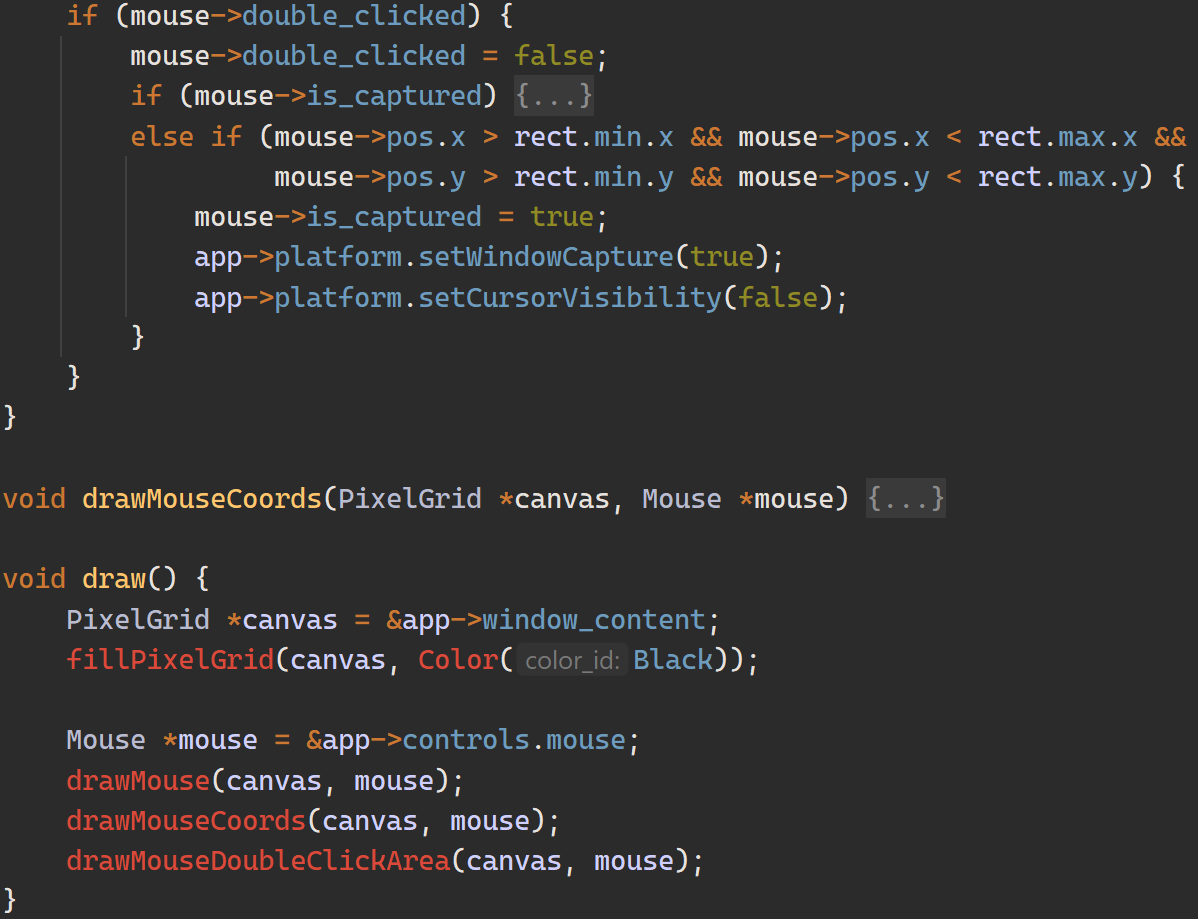 if (mouse->double_clicked) {
        mouse->double_clicked = false;
        if (mouse->is_captured) {...}
        else if (mouse->pos.x > rect.min.x && mouse->pos.x < rect.max.x &&
                 mouse->pos.y > rect.min.y && mouse->pos.y < rect.max.y) {
            mouse->is_captured = true;
            app->platform.setWindowCapture(true);
            app->platform.setCursorVisibility(false);
        }
    }
}

void drawMouseCoords(PixelGrid *canvas, Mouse *mouse) {...}

void draw() {
    PixelGrid *canvas = &app->window_content;
    fillPixelGrid(canvas, Color( color_id: Black));

    Mouse *mouse = &app->controls.mouse;
    drawMouse(canvas, mouse);
    drawMouseCoords(canvas, mouse);
    drawMouseDoubleClickArea(canvas, mouse);
}